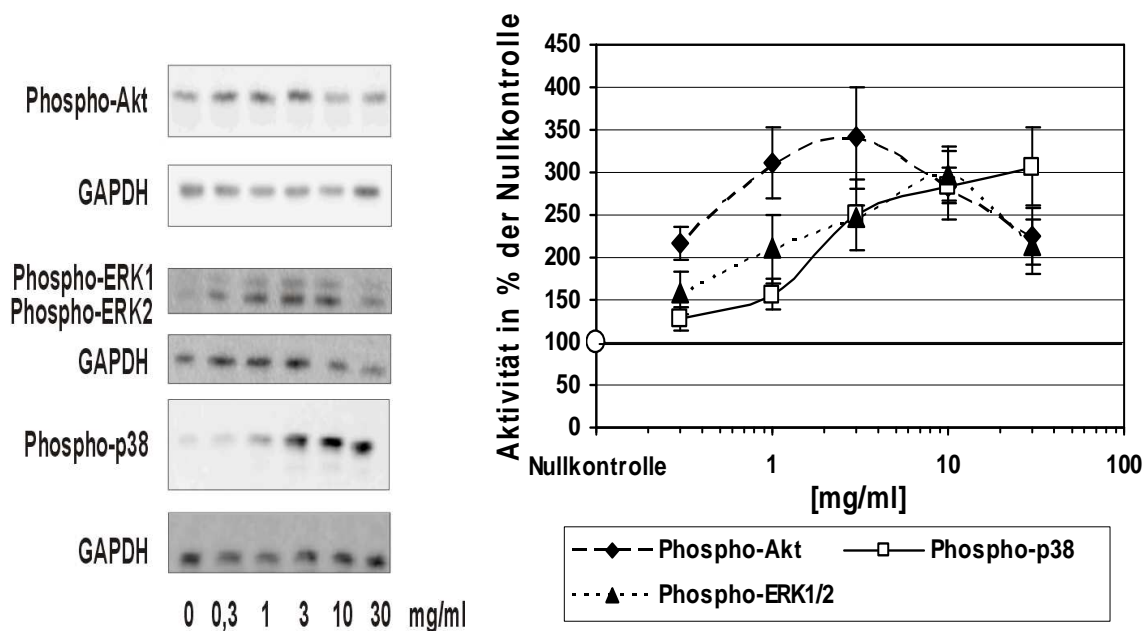 Phospho-Akt
GAPDH
Phospho-ERK1
Phospho-ERK2
GAPDH
Phospho-p38
GAPDH
0 0,3 1 3 10 30 mg/ml
Aktivität in % der Nullkontrolle
450
400
350
300
250
200
150
100
50
0
Nullkontrolle 1 10 100
[mg/ml]
Phospho-Akt Phospho-p38
Phospho-ERK1/2